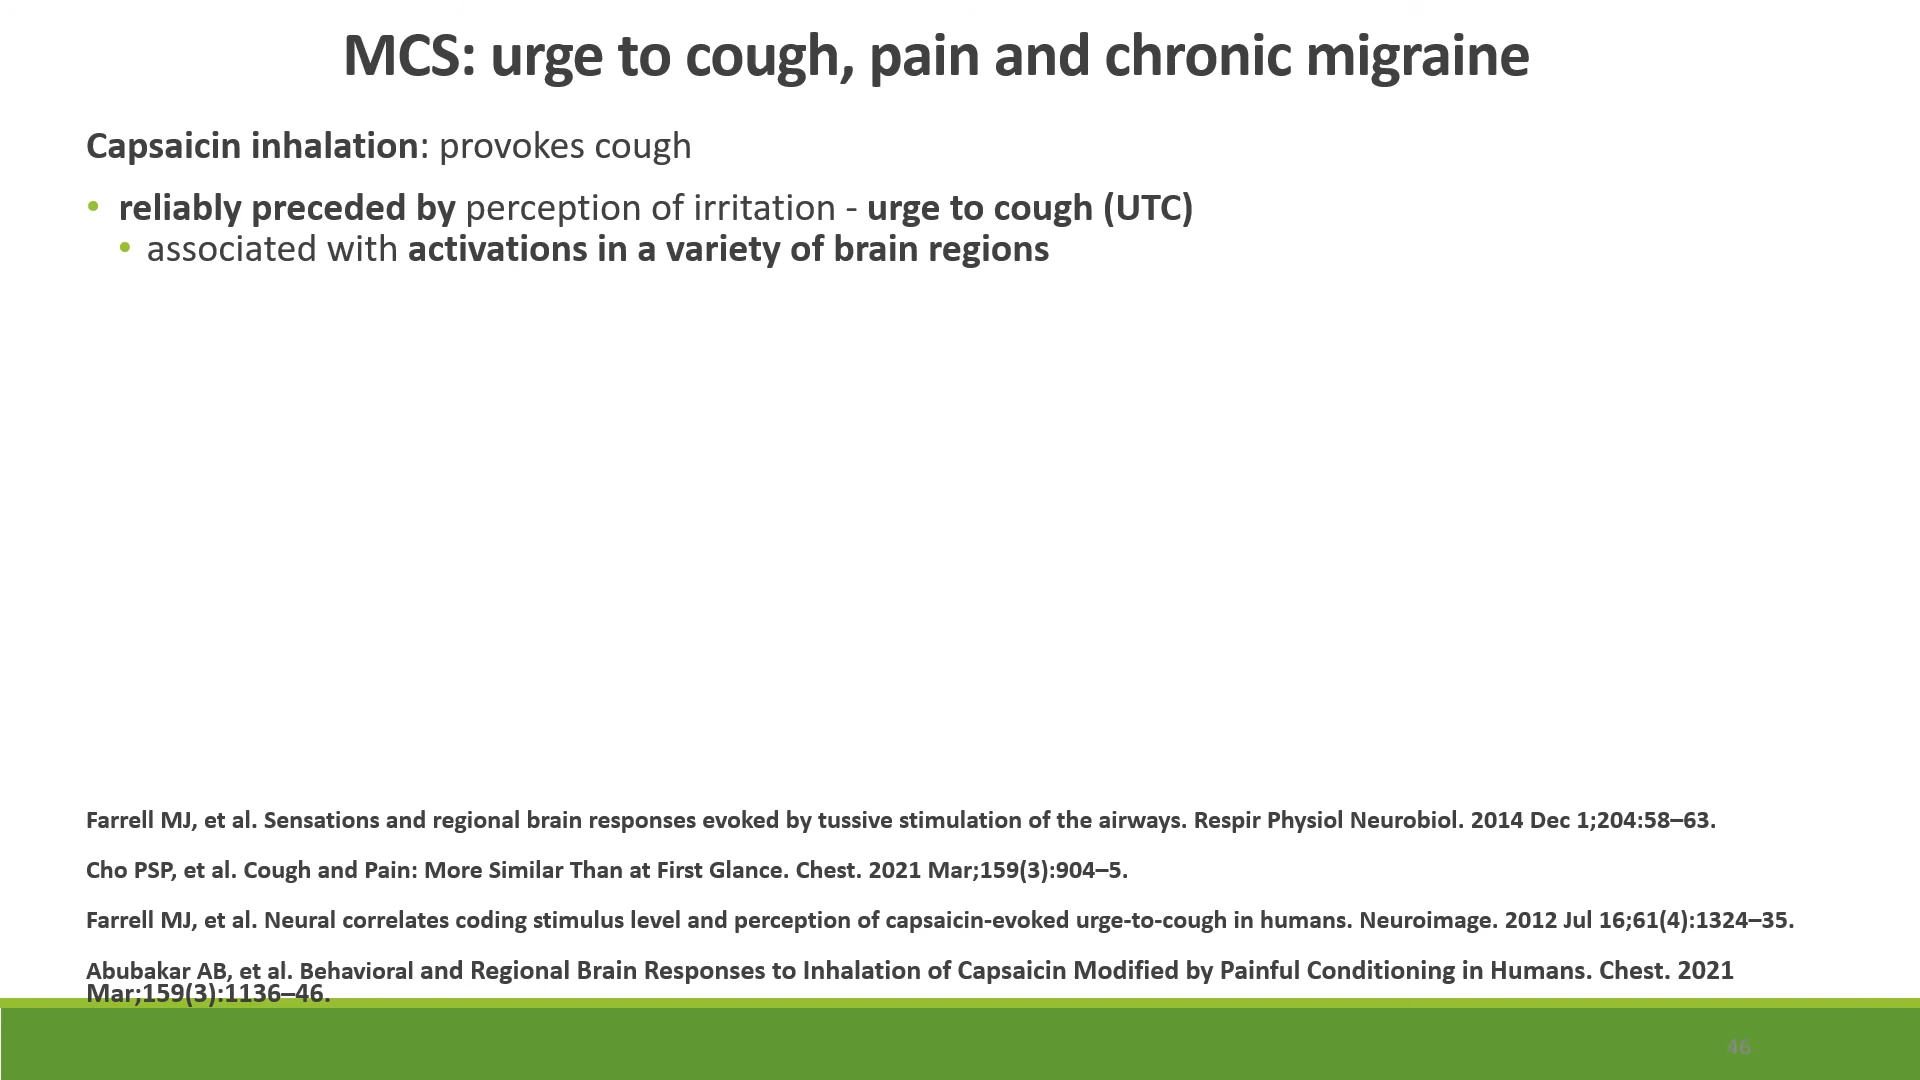 MCS: urge to cough, pain and chronic migraine
Capsaicin inhalation: provokes cough
• reliably preceded by perception of irritation - urge to cough (UTC)
• associated with activations in a variety of brain regions
Farrell MJ, et al. Sensations and regional brain responses evoked by tussive stimulation of the airways. Respir Physiol Neurobiol. 2014 Dec 1;204:58–63.
Cho PSP, et al. Cough and Pain: More Similar Than at First Glance. Chest. 2021 Mar;159(3):904–5.
Farrell MJ, et al. Neural correlates coding stimulus level and perception of capsaicin-evoked urge-to-cough in humans. Neuroimage. 2012 Jul 16;61(4):1324–35.
Abubakar AB, et al. Behavioral and Regional Brain Responses to Inhalation of Capsaicin Modified by Painful Conditioning in Humans. Chest. 2021
Mar;159(3):1136–46.
46